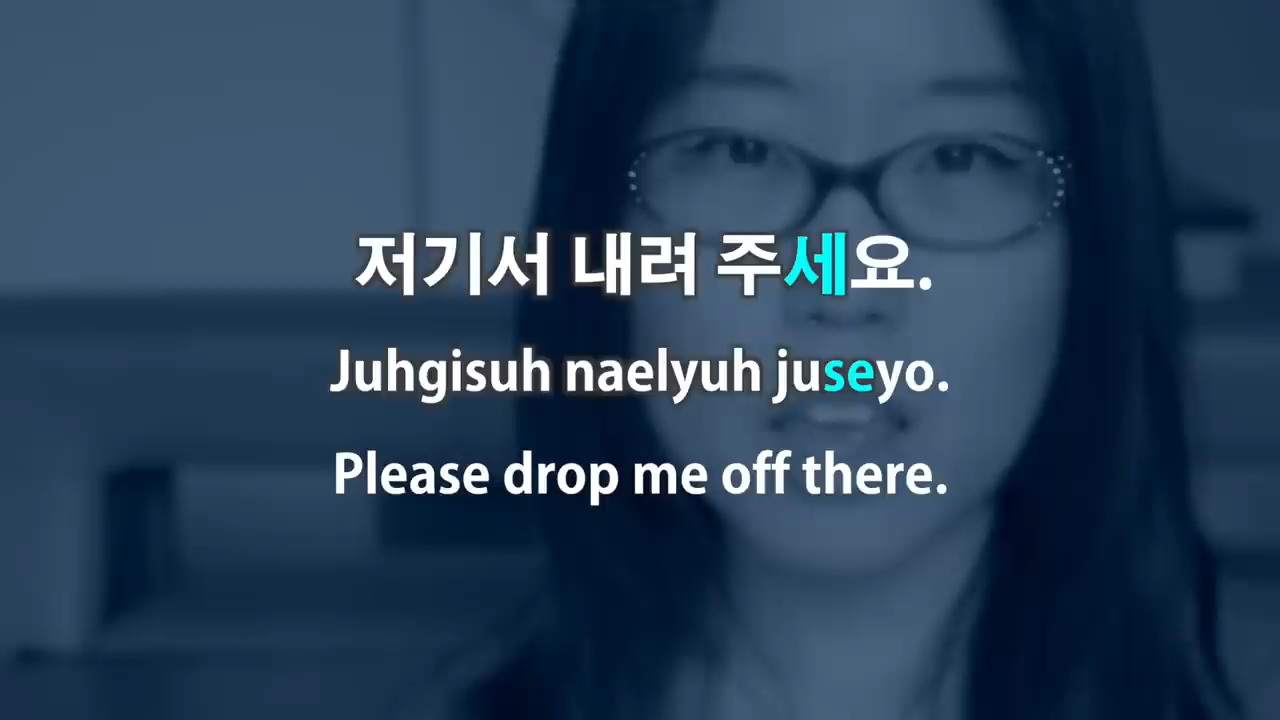 저기서 내려 주세요.
Juhgisuh naelyuh juseyo.
Please drop me off there.